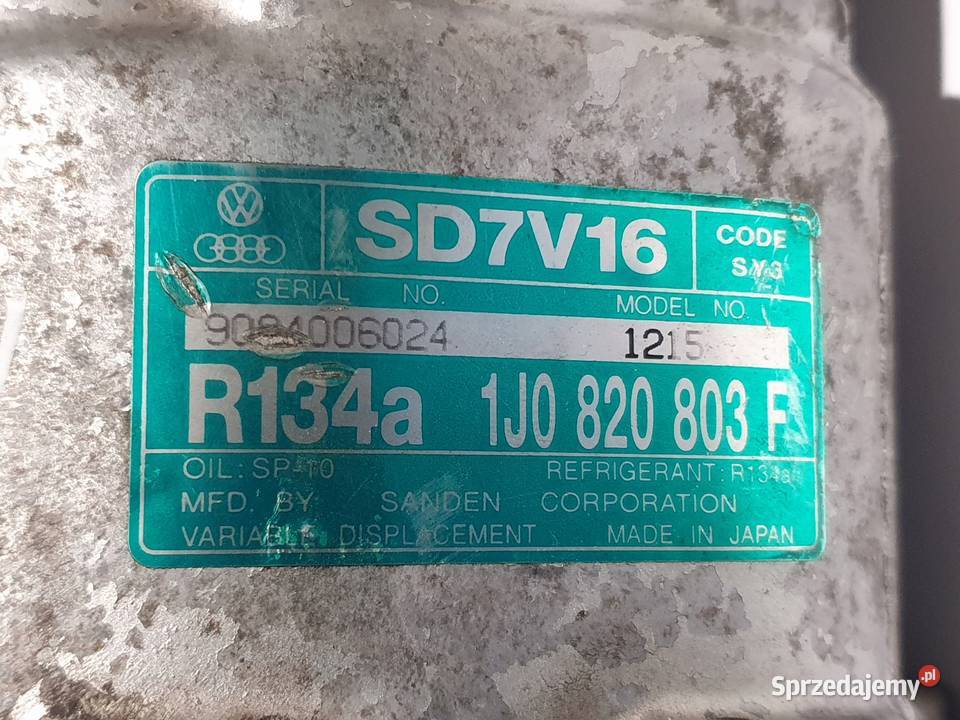 SD7V16
CODE
SERIAL NO.
MODEL NO.
1215
R134a 1J0 820 803 F
OIL: SP-10 REFRIGERANT: R134a
MFD. BY SANDEN CORPORATION
VARIABLE DISPLACEMENT MADE IN JAPAN
Sprzedajemy.pl